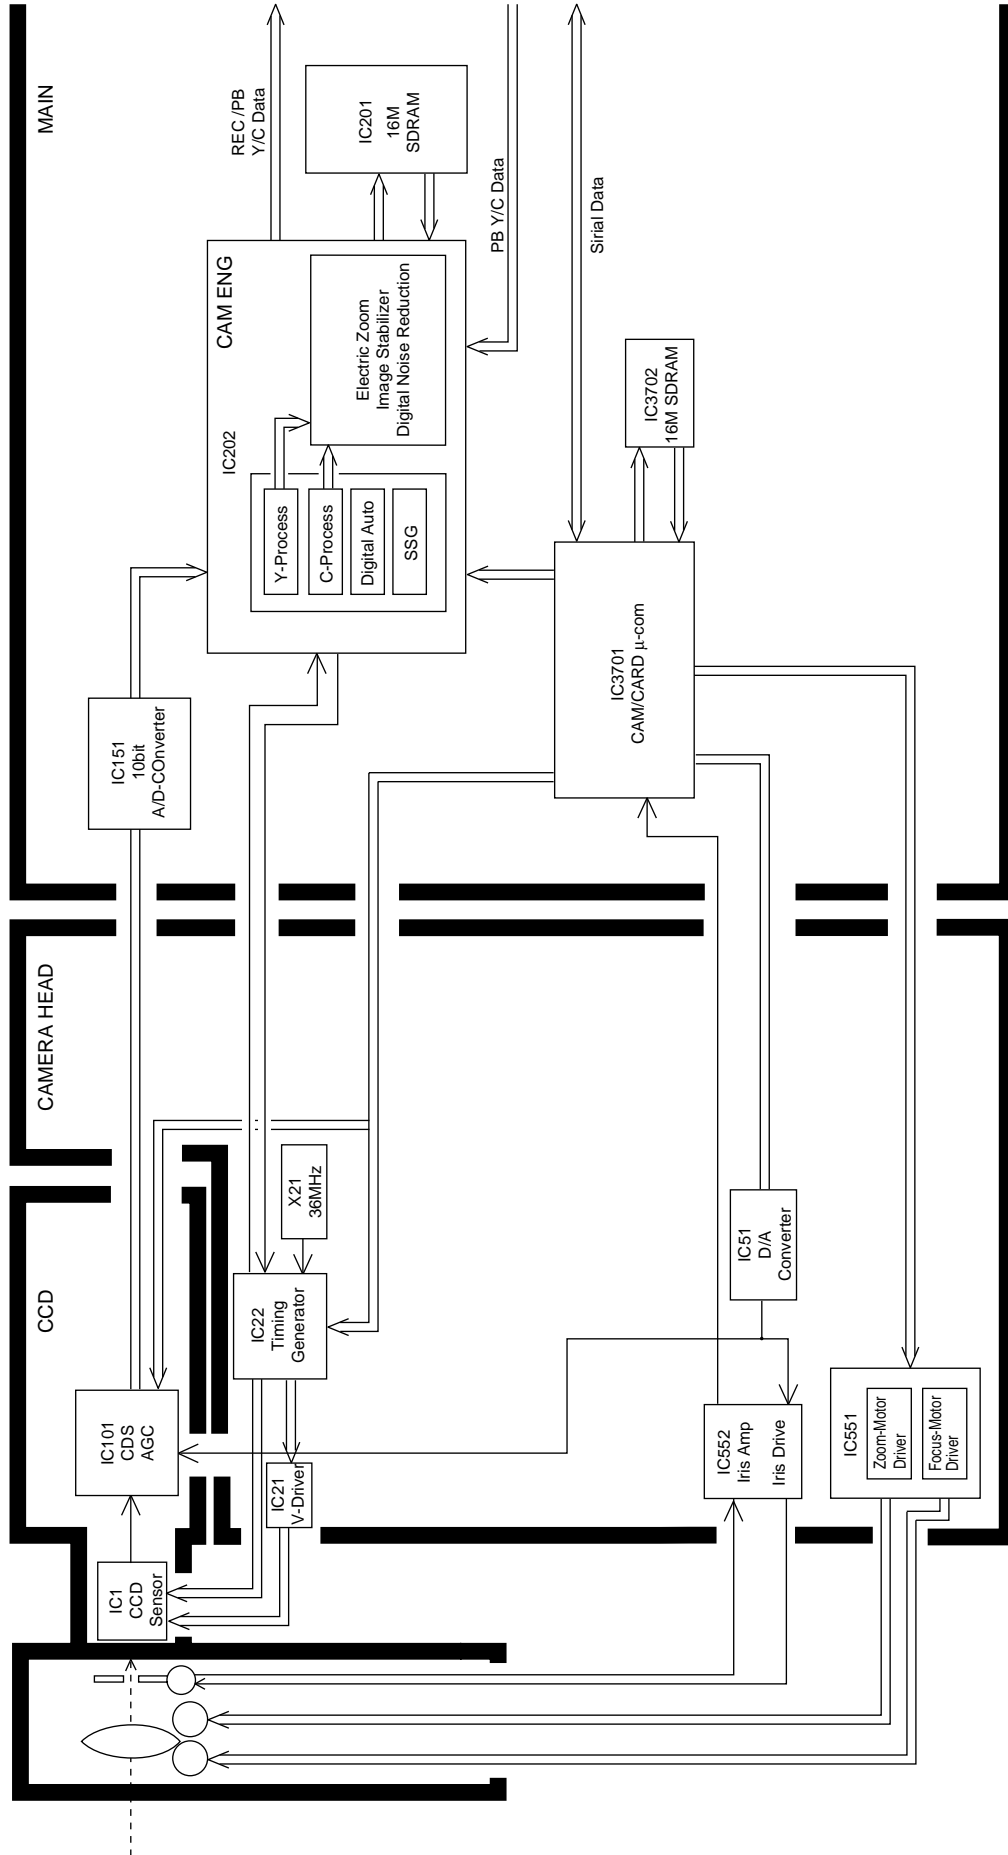 MAIN
REC/PB
Y/C Data
IC201
16M
SDRAM
PB Y/C Data
Sirial Data
CAM ENG
IC202
Electric Zoom
Image Stabilizer
Digital Noise Reduction
Y-Process
C-Process
Digital Auto
SSG
IC3702
16M SDRAM
IC3701
CAM/CARD μ-com
IC151
10bit
A/D-COnverter
CAMERA HEAD
CCD
X21
36MHz
IC22
Timing
Generator
IC51
D/A
Converter
IC101
CDS
AGC
IC21
V-Driver
IC552
Iris Amp
Iris Drive
IC551
Zoom-Motor
Driver
Focus-Motor
Driver
IC1
CCD
Sensor